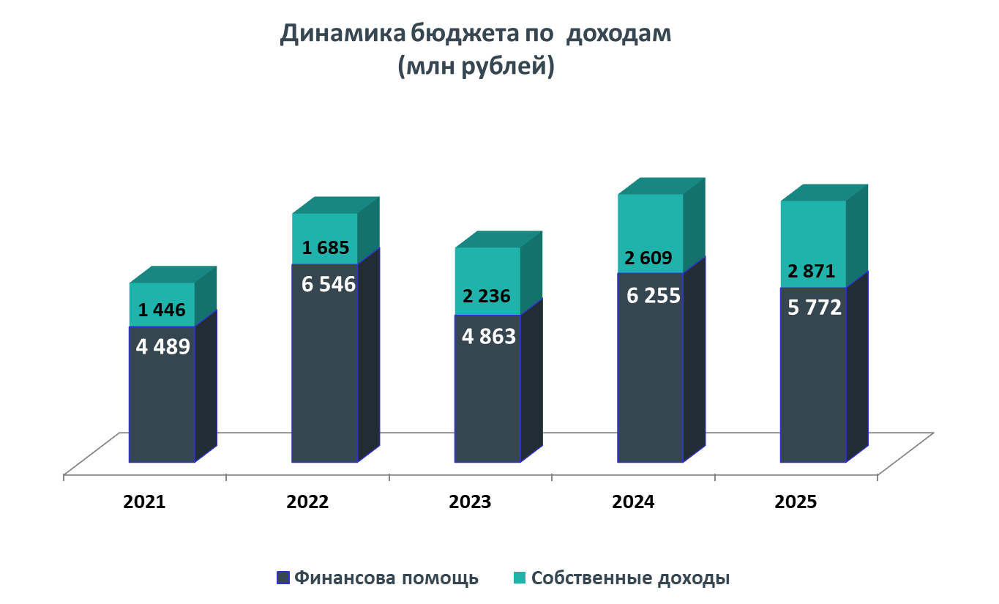 Динамика бюджета по доходам
(млн рублей)
1 446
4 489
1 685
6 546
2 236
4 863
2 609
6 255
2 871
5 772
2021 2022 2023 2024 2025
Финансова помощь Собственные доходы